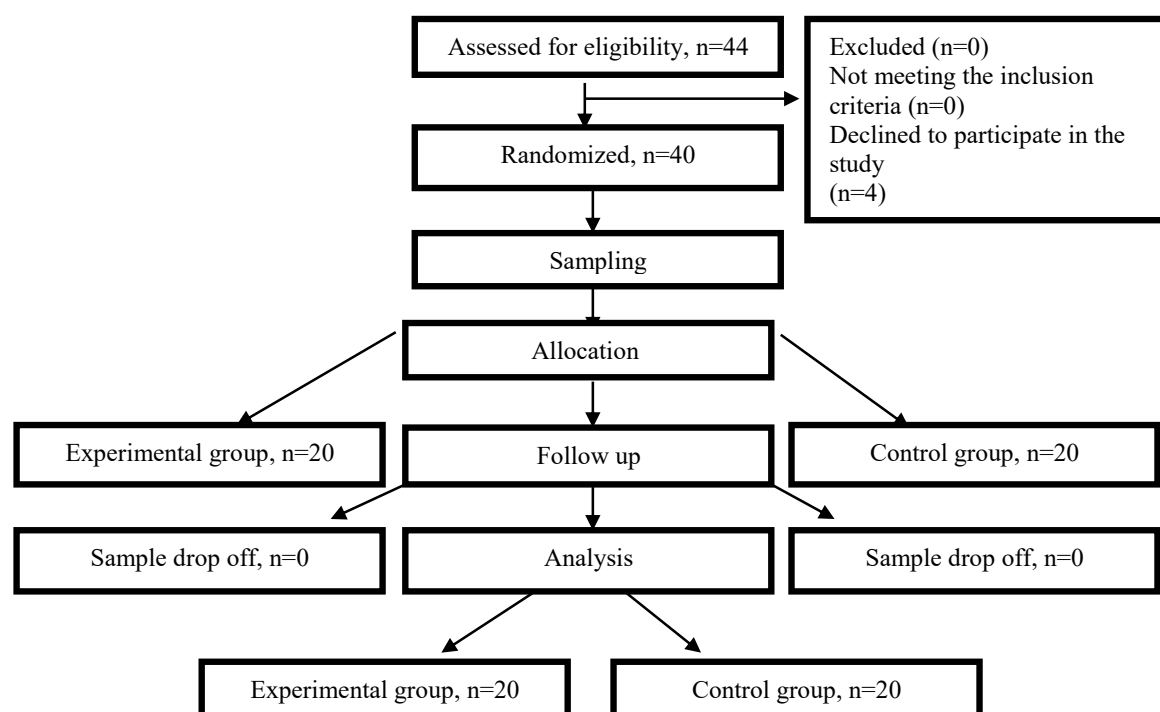 Assessed for eligibility, n=44
Excluded (n=0)
Not meeting the inclusion
criteria (n=0)
Declined to participate in the
study
(n=4)
Randomized, n=40
Sampling
Allocation
Experimental group, n=20
Follow up
Control group, n=20
Sample drop off, n=0
Analysis
Sample drop off, n=0
Experimental group, n=20
Control group, n=20